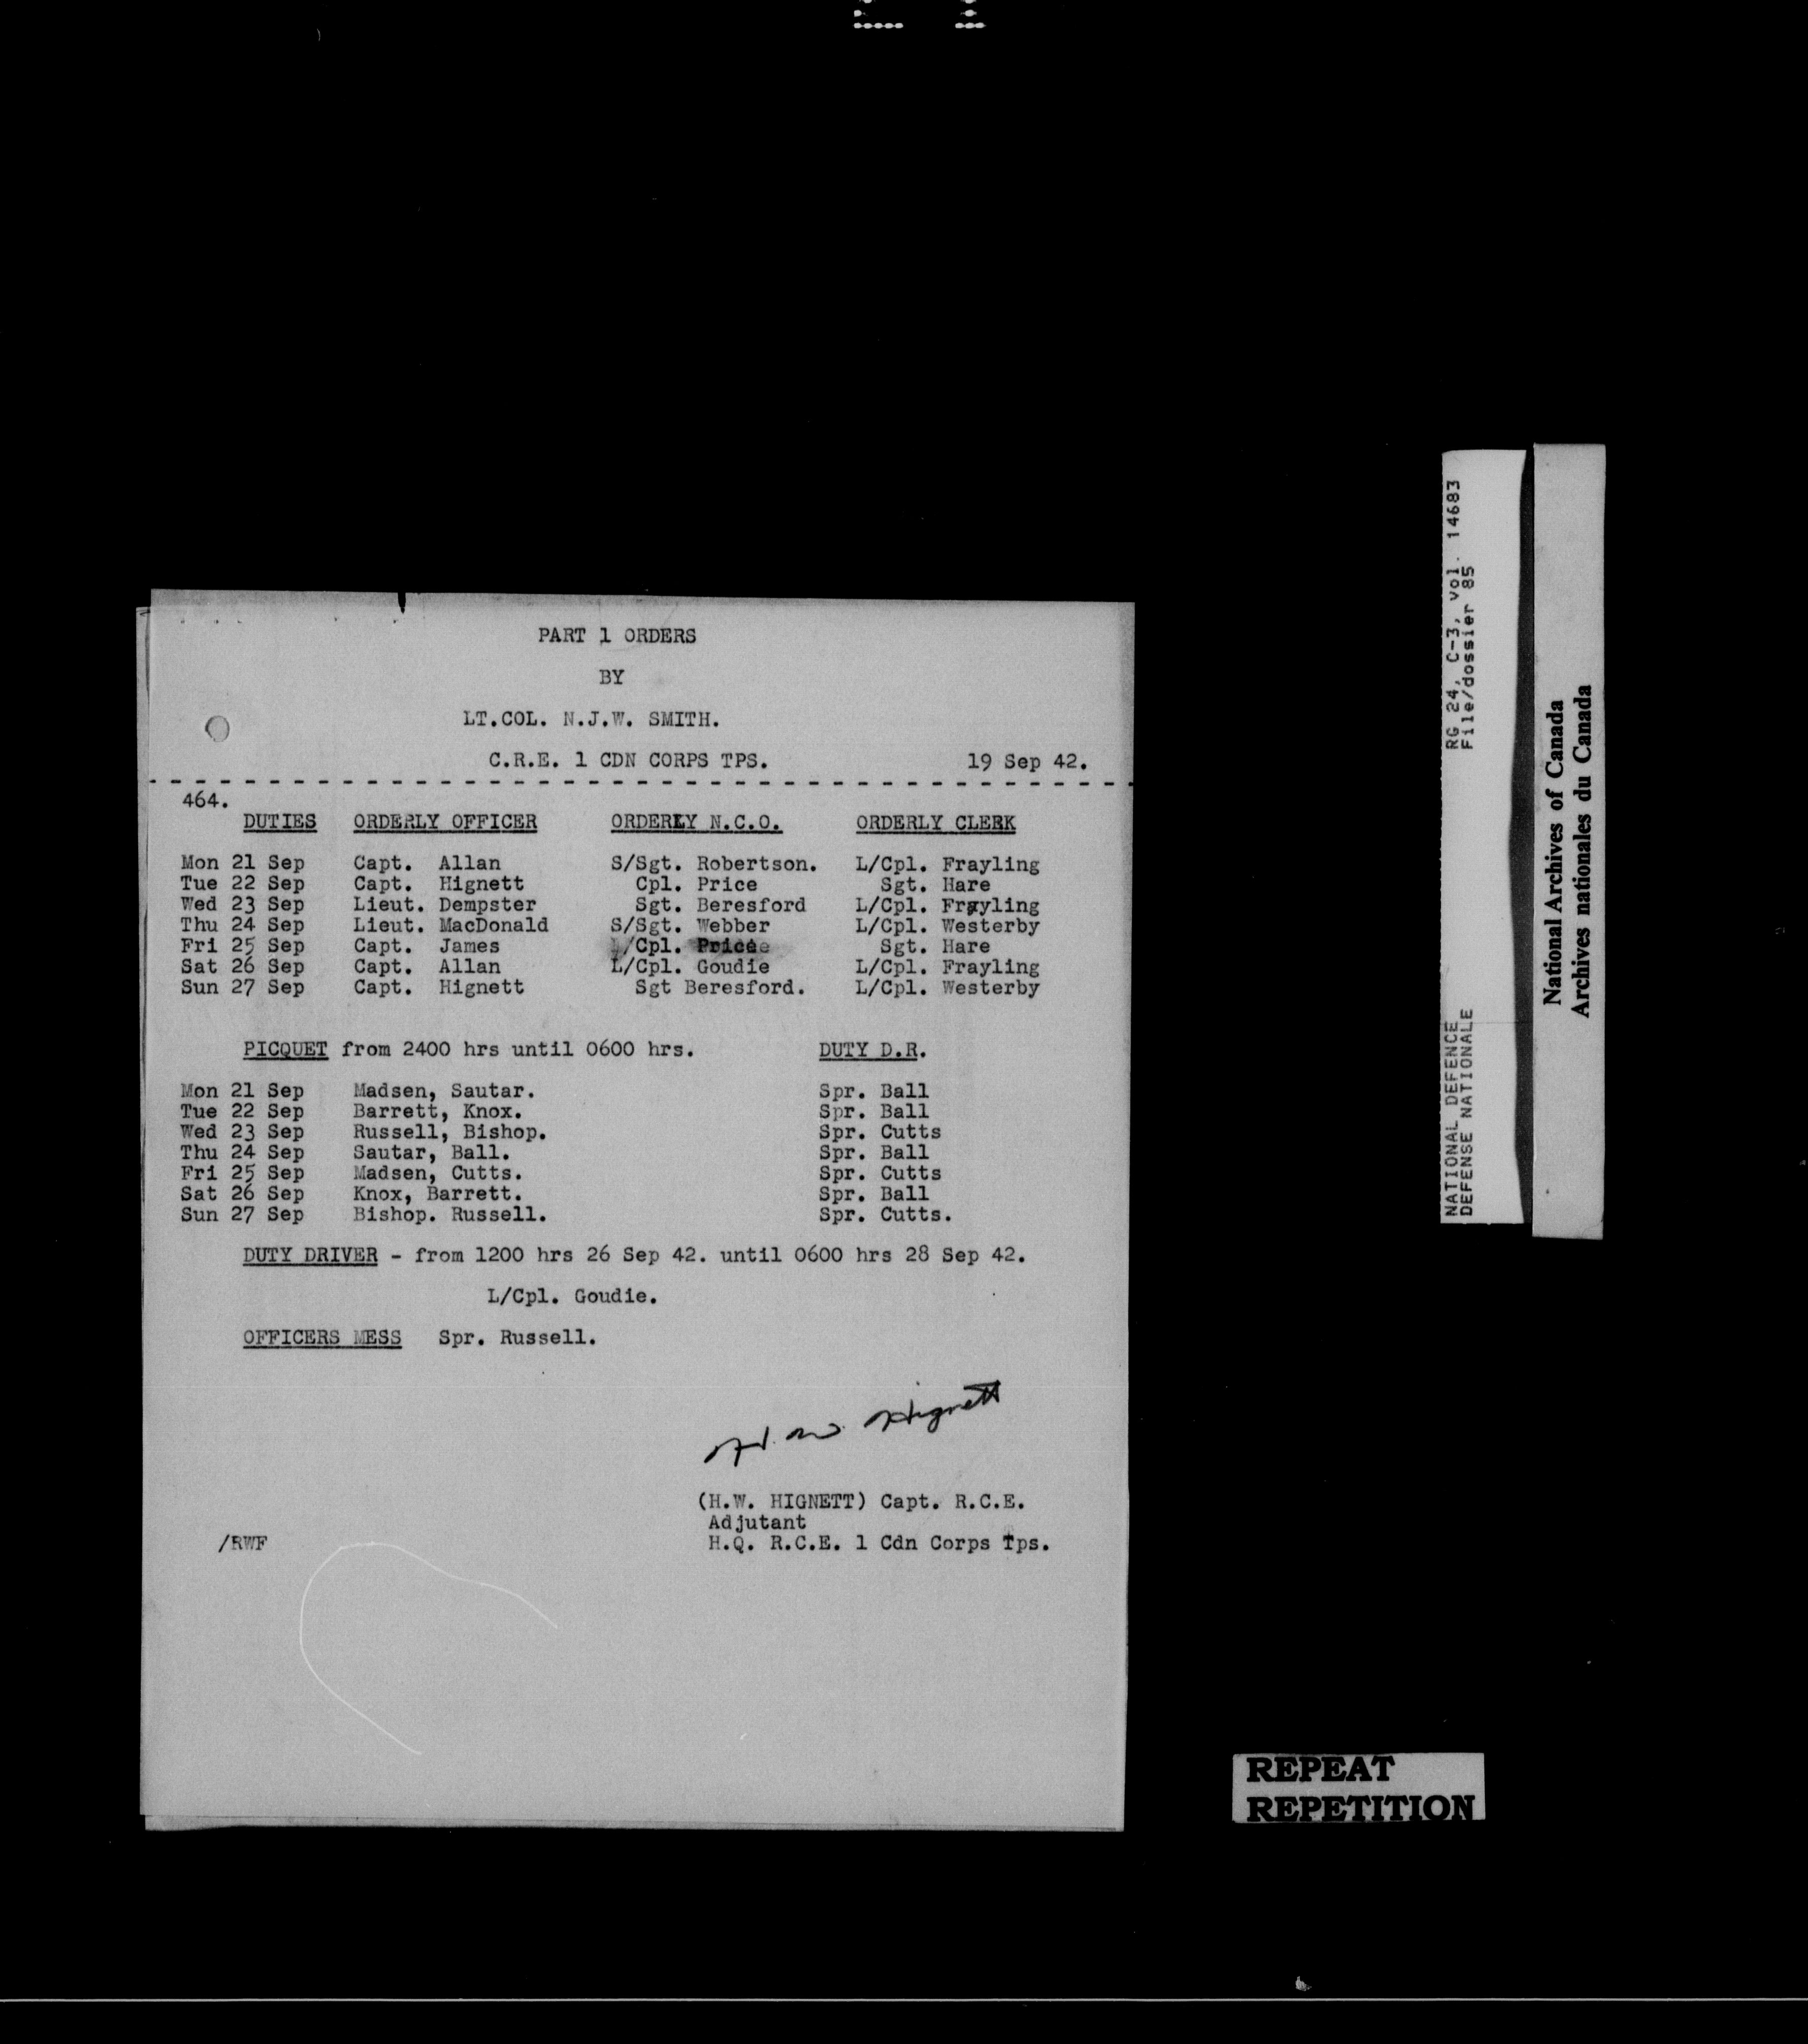 PART 1 ORDERS
BY
LT.COL. N.J.W. SMITH.
C.R.E. 1 CDN CORPS TPS. 19 Sep 42.
464.
DUTIES ORDERLY OFFICER ORDERLY N.C.O. ORDERLY CLERK
Mon 21 Sep Capt. Allan S/Sgt. Robertson. L/Cpl. Frayling
Tue 22 Sep Capt. Hignett Cpl. Price Sgt. Hare
Wed 23 Sep Lieut. Dempster Sgt. Beresford L/Cpl. Frayling
Thu 24 Sep Lieut. MacDonald S/Sgt. Webber L/Cpl. Westerby
Fri 25 Sep Capt. James /Cpl. Price Sgt. Hare
Sat 26 Sep Capt. Allan L/Cpl. Goudie L/Cpl. Frayling
Sun 27 Sep Capt. Hignett Sgt Beresford. L/Cpl. Westerby
PICQUET from 2400 hrs until 0600 hrs. DUTY D.R.
Mon 21 Sep Madsen, Sautar. Spr. Ball
Tue 22 Sep Barrett, Knox. Spr. Ball
Wed 23 Sep Russell, Bishop. Spr. Cutts
Thu 24 Sep Sautar, Ball. Spr. Ball
Fri 25 Sep Madsen, Cutts. Spr. Cutts
Sat 26 Sep Knox, Barrett. Spr. Ball
Sun 27 Sep Bishop. Russell. Spr. Cutts.
DUTY DRIVER - from 1200 hrs 26 Sep 42. until 0600 hrs 28 Sep 42.
L/Cpl. Goudie.
OFFICERS MESS Spr. Russell.
H. W. Hignett
(H.W. HIGNETT) Capt. R.C.E.
Adjutant
/RWF H.Q. R.C.E. 1 Cdn Corps Tps.
NATIONAL DEFENCE RG 24, C-3, vol. 14683
DEFENSE NATIONALE File/dossier 85
National Archives of Canada
Archives nationales du Canada
REPEAT
REPETITION